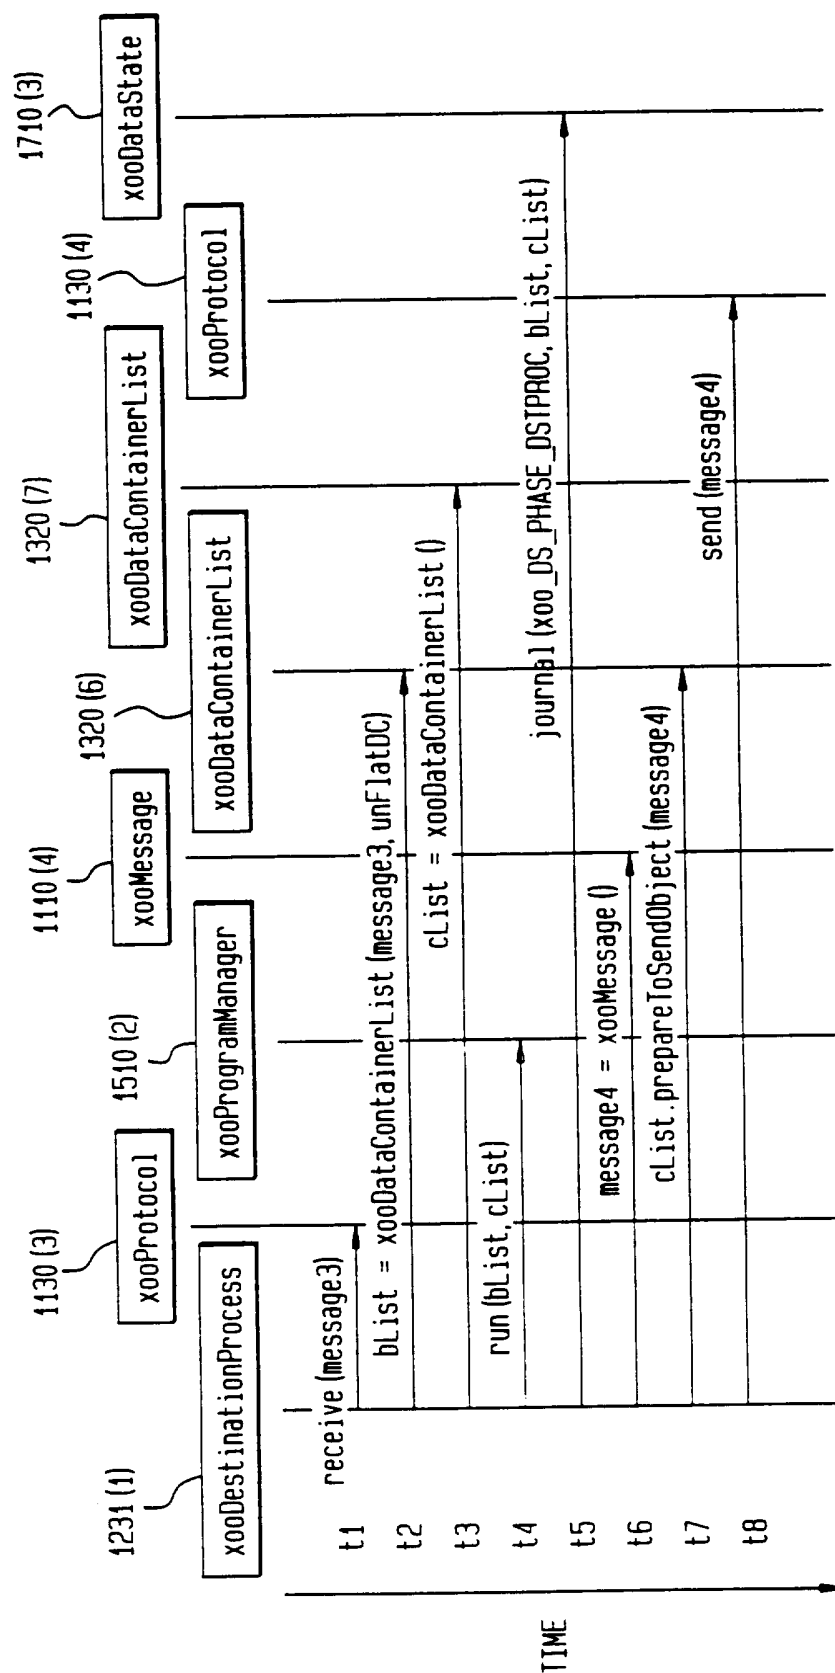 1231 (1)
xooDestinationProcess
1130 (3)
xooProtocol
1510 (2)
xooProgramManager
1110 (4)
xooMessage
1320 (6)
xooDataContainerList
1320 (7)
xooDataContainerList
1130 (4)
xooProtocol
1710 (3)
xooDataState
TIME
t1
receive (message3)
t2
bList = xooDataContainerList (message3, unFlatDC)
t3
cList = xooDataContainerList ()
t4
run (bList, cList)
t5
journal (xoo_DS_PHASE_DSTPROC, bList, cList)
t6
message4 = xooMessage ()
t7
cList.prepareToSendObject (message4)
t8
send (message4)